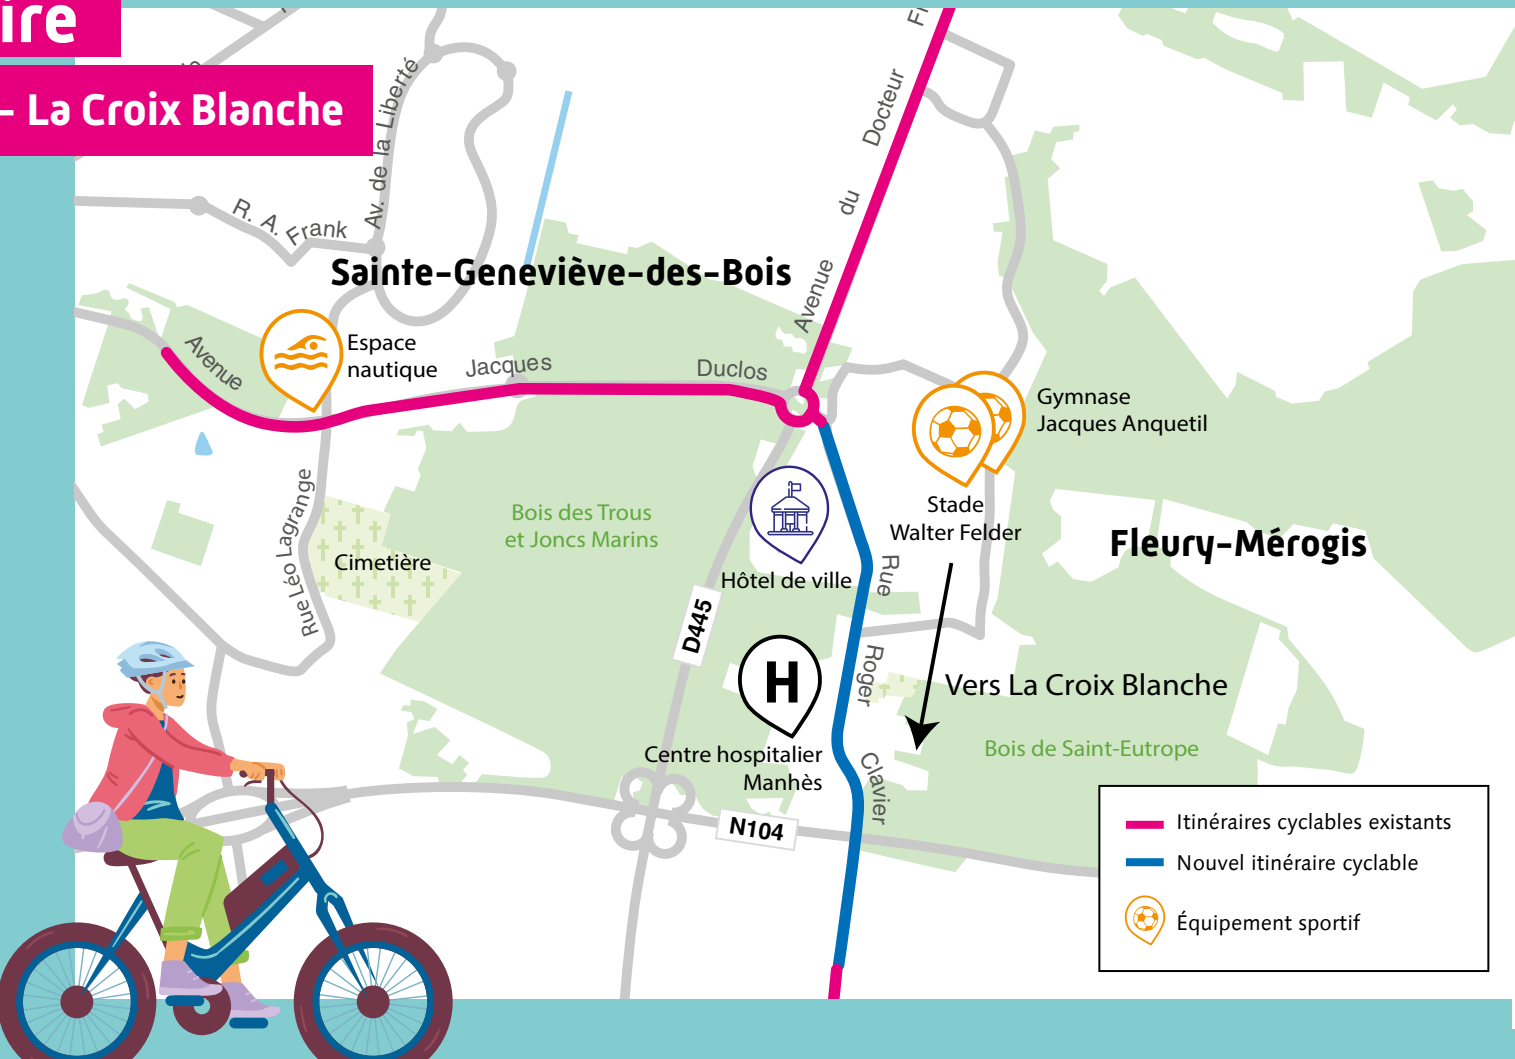 ire
- La Croix Blanche
Av. de la Liberté
R. A. Frank
Avenue du Docteur
Sainte-Geneviève-des-Bois
Espace
nautique
Avenue Jacques Duclos
Gymnase
Jacques Anquetil
Stade
Walter Felder
Fleury-Mérogis
Bois des Trous
et Joncs Marins
Rue Léo Lagrange
Cimetière
Hôtel de ville
Rue Roger Clavier
D445
H
Vers La Croix Blanche
Centre hospitalier
Manhès
Bois de Saint-Eutrope
N104
Itinéraires cyclables existants
Nouvel itinéraire cyclable
Équipement sportif